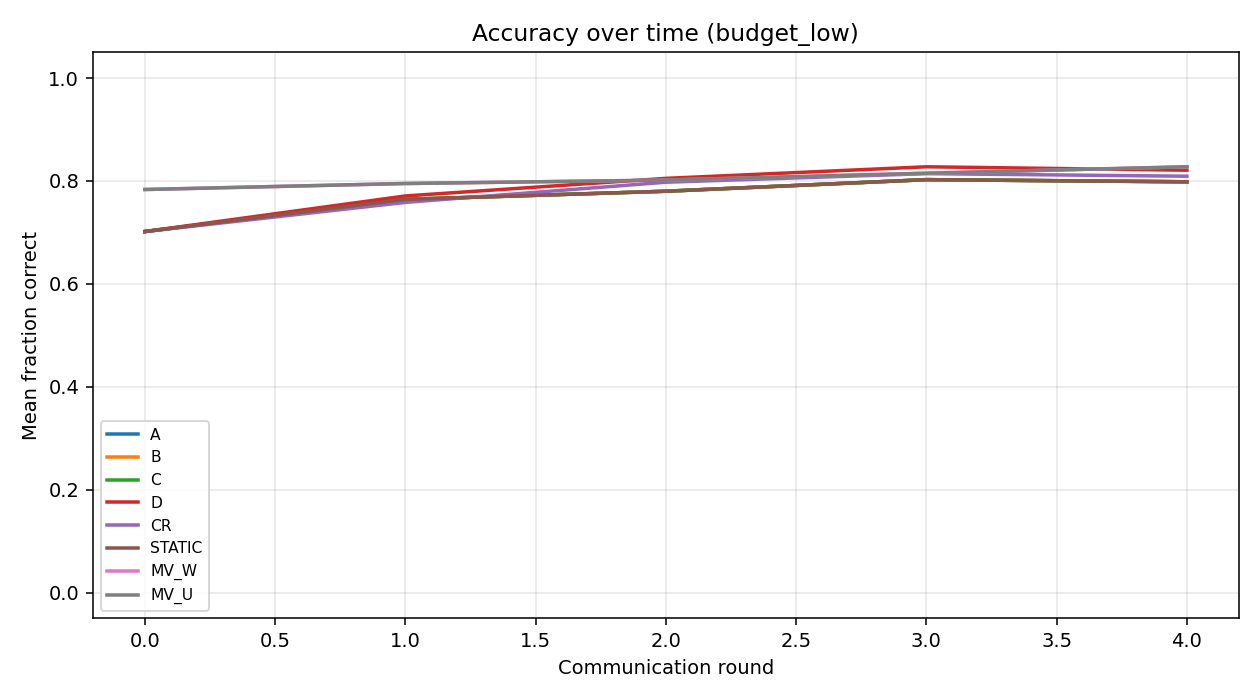 Accuracy over time (budget_low)
Mean fraction correct
1.0
0.8
0.6
0.4
0.2
0.0
A
B
C
D
CR
STATIC
MV_W
MV_U
0.0 0.5 1.0 1.5 2.0 2.5 3.0 3.5 4.0
Communication round